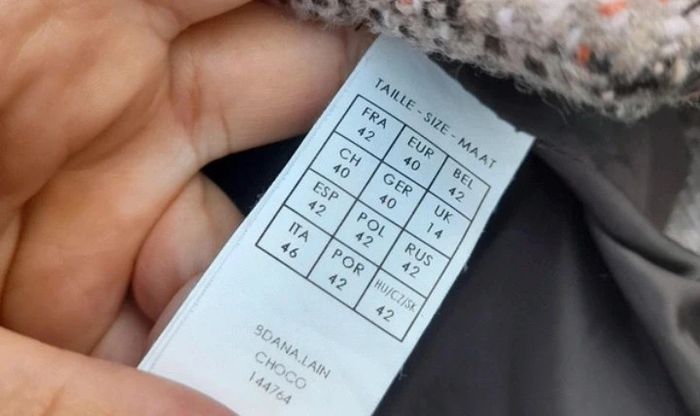 TAILLE - SIZE - MAAT
FRA EUR BEL
42 40 42
CH GER UK
40 40 14
ESP POL RUS
42 42 42
ITA POR HU/CZ/SK
46 42 42
BDANA.LAIN
CHOCO
144764